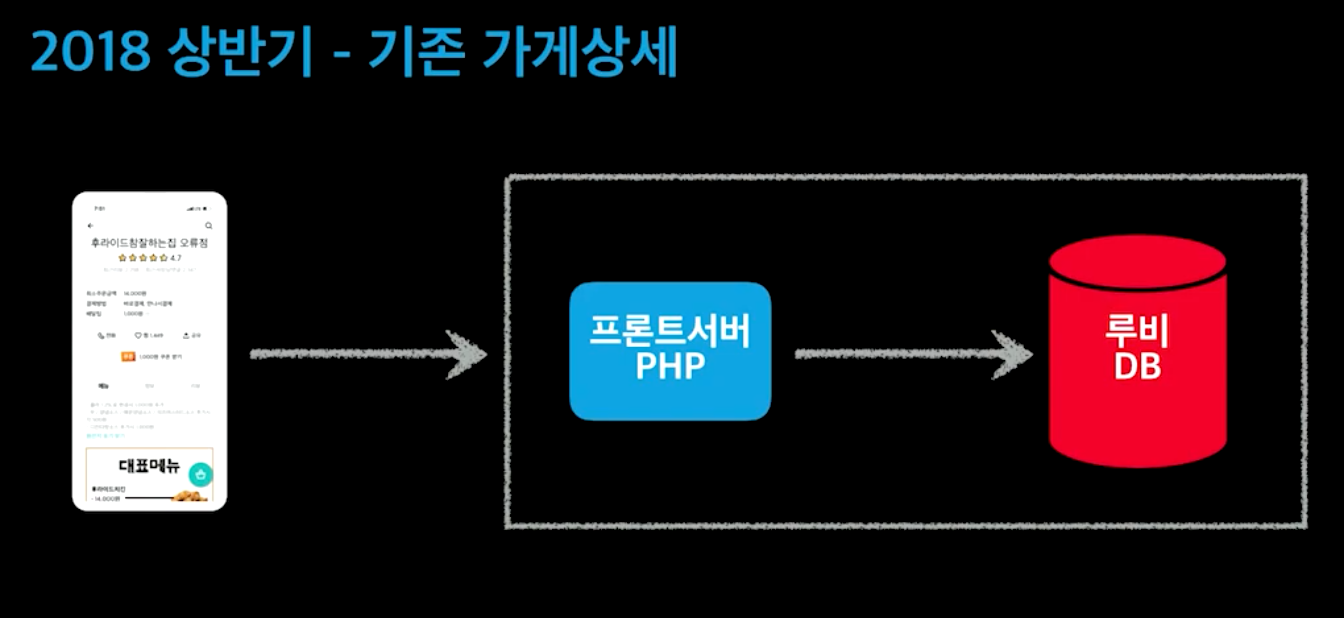 2018 상반기 - 기존 가게상세
7:51
후라이드참잘하는집 오류점
4.7
최소주문금액 14,000원
결제방법 바로결제, 만나서결제
배달팁 1,000원
전화 찜 1,449 공유
쿠폰 1,000원 쿠폰 받기
메뉴 정보 리뷰
대표메뉴
후라이드치킨
· 14,000원
프론트서버
PHP
루비
DB